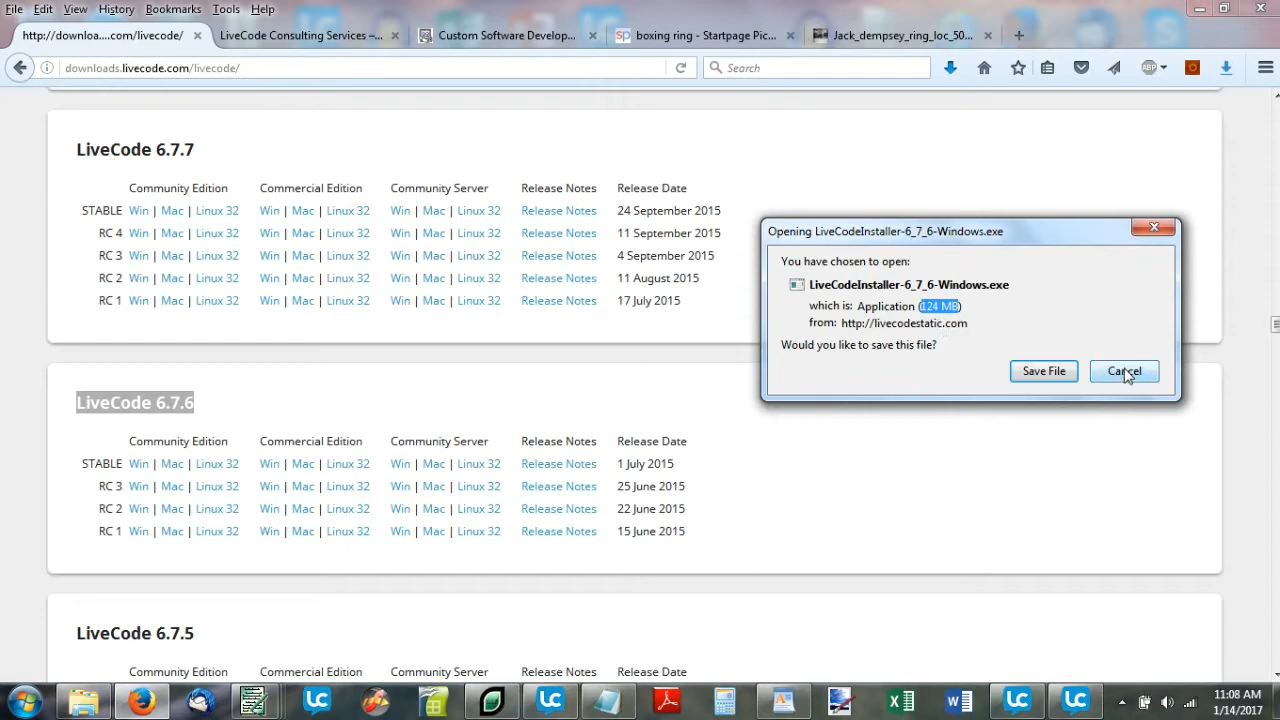 File Edit View History Bookmarks Tools Help
http://downloa....com/livecode/ LiveCode Consulting Services –... Custom Software Develop... boxing ring - Startpage Pic... Jack_dempsey_ring_loc_50...
downloads.livecode.com/livecode/ Search ABP
LiveCode 6.7.7
Community Edition Commercial Edition Community Server Release Notes Release Date
STABLE Win | Mac | Linux 32 Win | Mac | Linux 32 Win | Mac | Linux 32 Release Notes 24 September 2015
RC 4 Win | Mac | Linux 32 Win | Mac | Linux 32 Win | Mac | Linux 32 Release Notes 11 September 2015
RC 3 Win | Mac | Linux 32 Win | Mac | Linux 32 Win | Mac | Linux 32 Release Notes 4 September 2015
RC 2 Win | Mac | Linux 32 Win | Mac | Linux 32 Win | Mac | Linux 32 Release Notes 11 August 2015
RC 1 Win | Mac | Linux 32 Win | Mac | Linux 32 Win | Mac | Linux 32 Release Notes 17 July 2015
Opening LiveCodeInstaller-6_7_6-Windows.exe
You have chosen to open:
LiveCodeInstaller-6_7_6-Windows.exe
which is: Application (124 MB)
from: http://livecodestatic.com
Would you like to save this file?
Save File Cancel
LiveCode 6.7.6
Community Edition Commercial Edition Community Server Release Notes Release Date
STABLE Win | Mac | Linux 32 Win | Mac | Linux 32 Win | Mac | Linux 32 Release Notes 1 July 2015
RC 3 Win | Mac | Linux 32 Win | Mac | Linux 32 Win | Mac | Linux 32 Release Notes 25 June 2015
RC 2 Win | Mac | Linux 32 Win | Mac | Linux 32 Win | Mac | Linux 32 Release Notes 22 June 2015
RC 1 Win | Mac | Linux 32 Win | Mac | Linux 32 Win | Mac | Linux 32 Release Notes 15 June 2015
LiveCode 6.7.5
Community Edition Commercial Edition Community Server Release Notes Release Date
LC LC LC LC
11:08 AM
1/14/2017